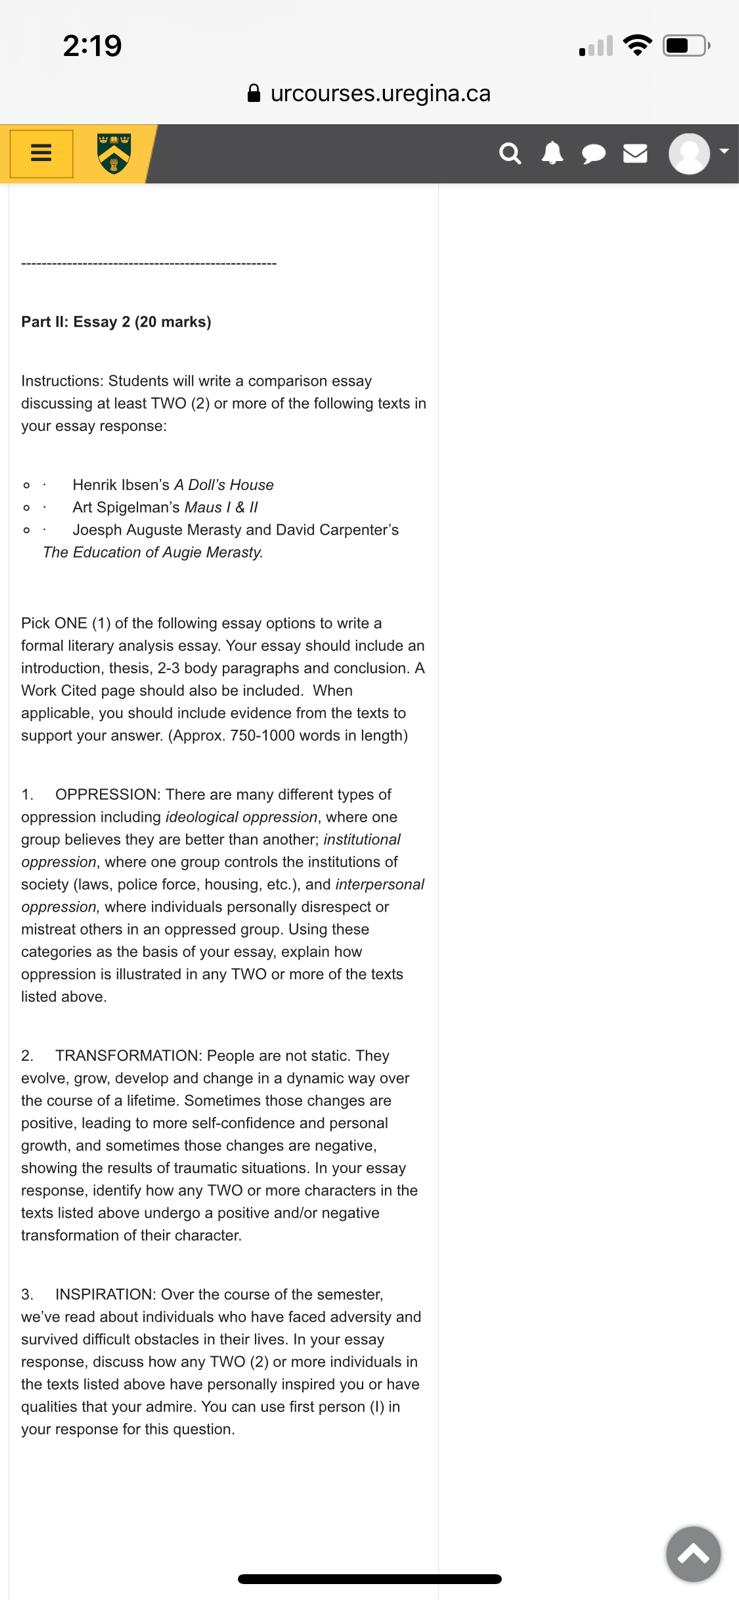 2:19
urcourses.uregina.ca
--------------------------------------------------
Part II: Essay 2 (20 marks)
Instructions: Students will write a comparison essay
discussing at least TWO (2) or more of the following texts in
your essay response:
· Henrik Ibsen’s A Doll’s House
· Art Spigelman’s Maus I & II
· Joesph Auguste Merasty and David Carpenter’s
The Education of Augie Merasty.
Pick ONE (1) of the following essay options to write a
formal literary analysis essay. Your essay should include an
introduction, thesis, 2-3 body paragraphs and conclusion. A
Work Cited page should also be included.  When
applicable, you should include evidence from the texts to
support your answer. (Approx. 750-1000 words in length)
1. OPPRESSION: There are many different types of
oppression including ideological oppression, where one
group believes they are better than another; institutional
oppression, where one group controls the institutions of
society (laws, police force, housing, etc.), and interpersonal
oppression, where individuals personally disrespect or
mistreat others in an oppressed group. Using these
categories as the basis of your essay, explain how
oppression is illustrated in any TWO or more of the texts
listed above.
2. TRANSFORMATION: People are not static. They
evolve, grow, develop and change in a dynamic way over
the course of a lifetime. Sometimes those changes are
positive, leading to more self-confidence and personal
growth, and sometimes those changes are negative,
showing the results of traumatic situations. In your essay
response, identify how any TWO or more characters in the
texts listed above undergo a positive and/or negative
transformation of their character.
3. INSPIRATION: Over the course of the semester,
we’ve read about individuals who have faced adversity and
survived difficult obstacles in their lives. In your essay
response, discuss how any TWO (2) or more individuals in
the texts listed above have personally inspired you or have
qualities that your admire. You can use first person (I) in
your response for this question.